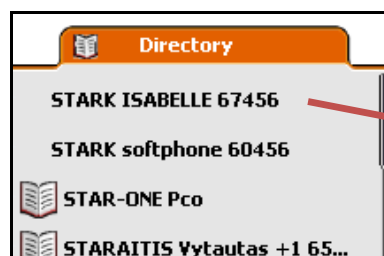 Directory
STARK ISABELLE 67456
STARK softphone 60456
STAR-ONE Pco
STARAITIS Vytautas +1 65...